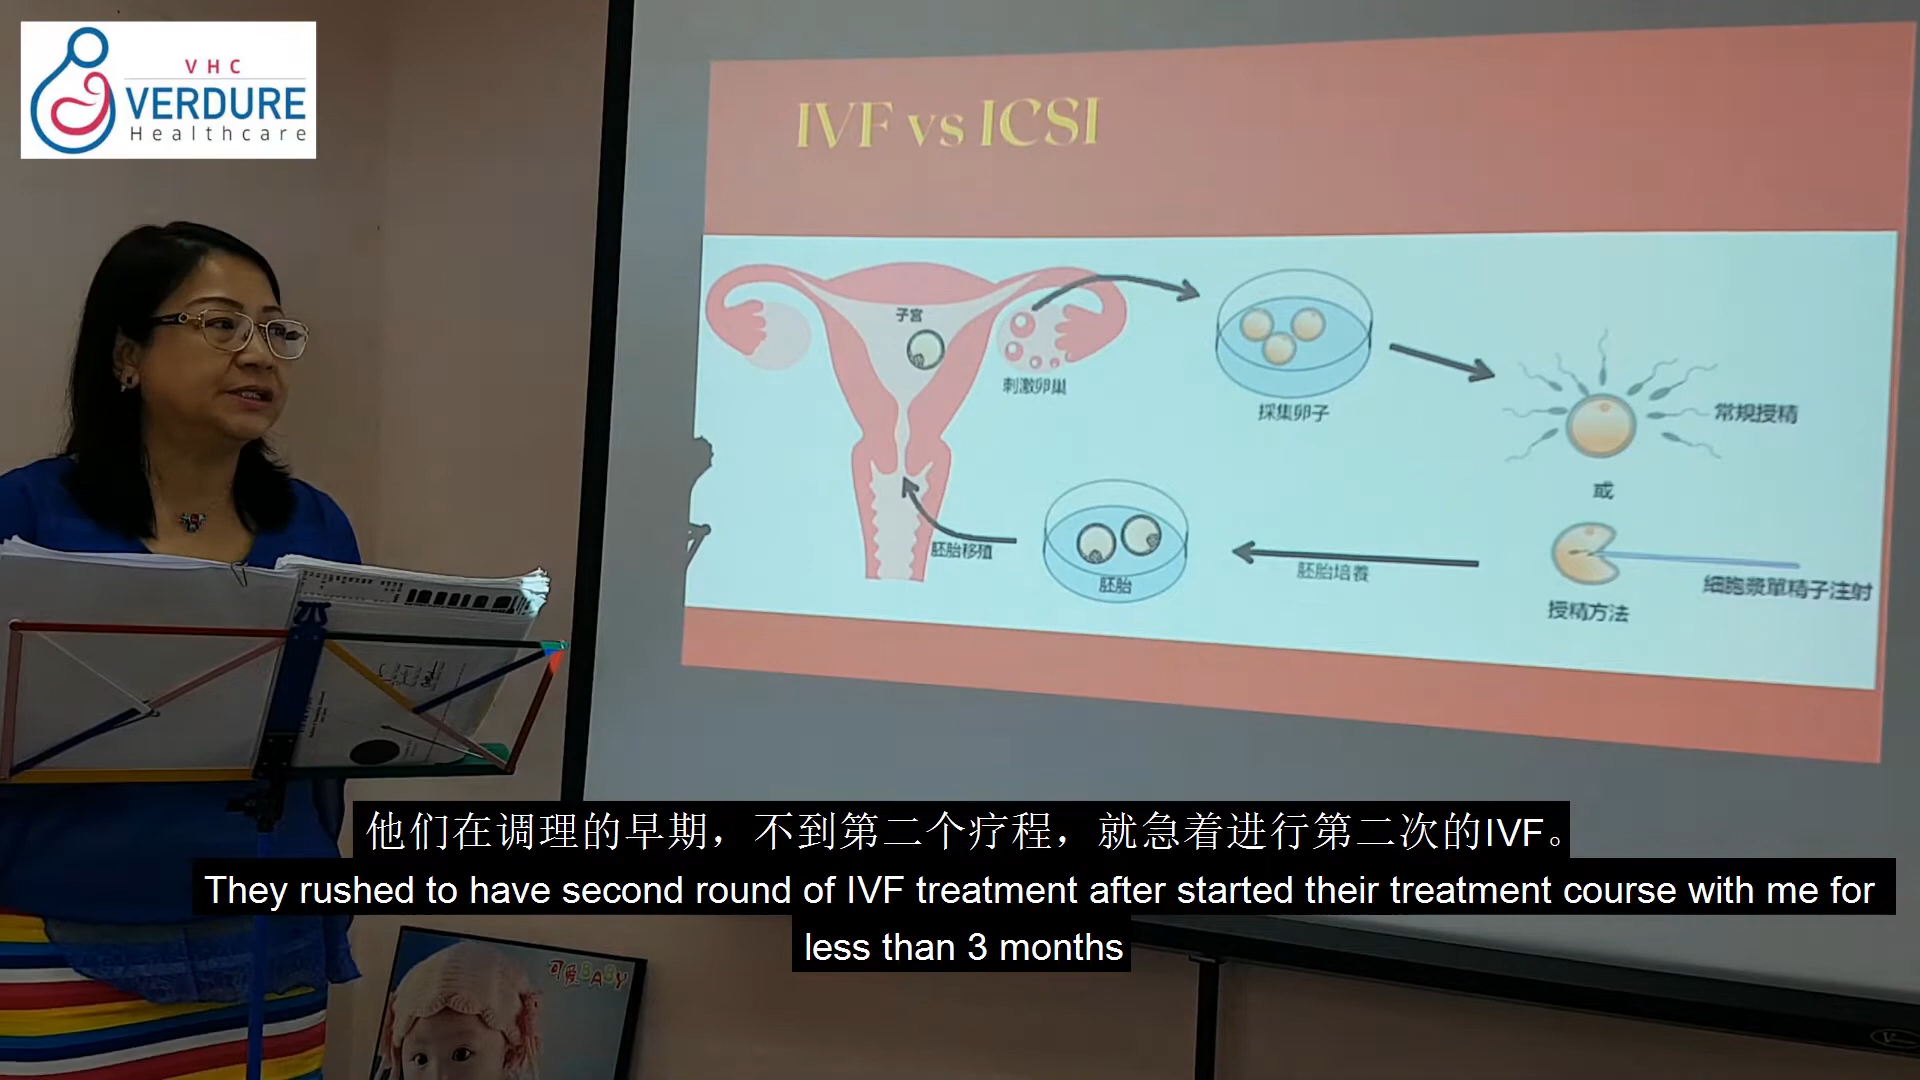 VHC
VERDURE
Healthcare
IVF vs ICSI
子宮
刺激卵巢
採集卵子
常規授精
或
胚胎移殖
胚胎
胚胎培養
授精方法
細胞漿單精子注射
他们在调理的早期，不到第二个疗程，就急着进行第二次的IVF。
They rushed to have second round of IVF treatment after started their treatment course with me for
less than 3 months
可爱BABY